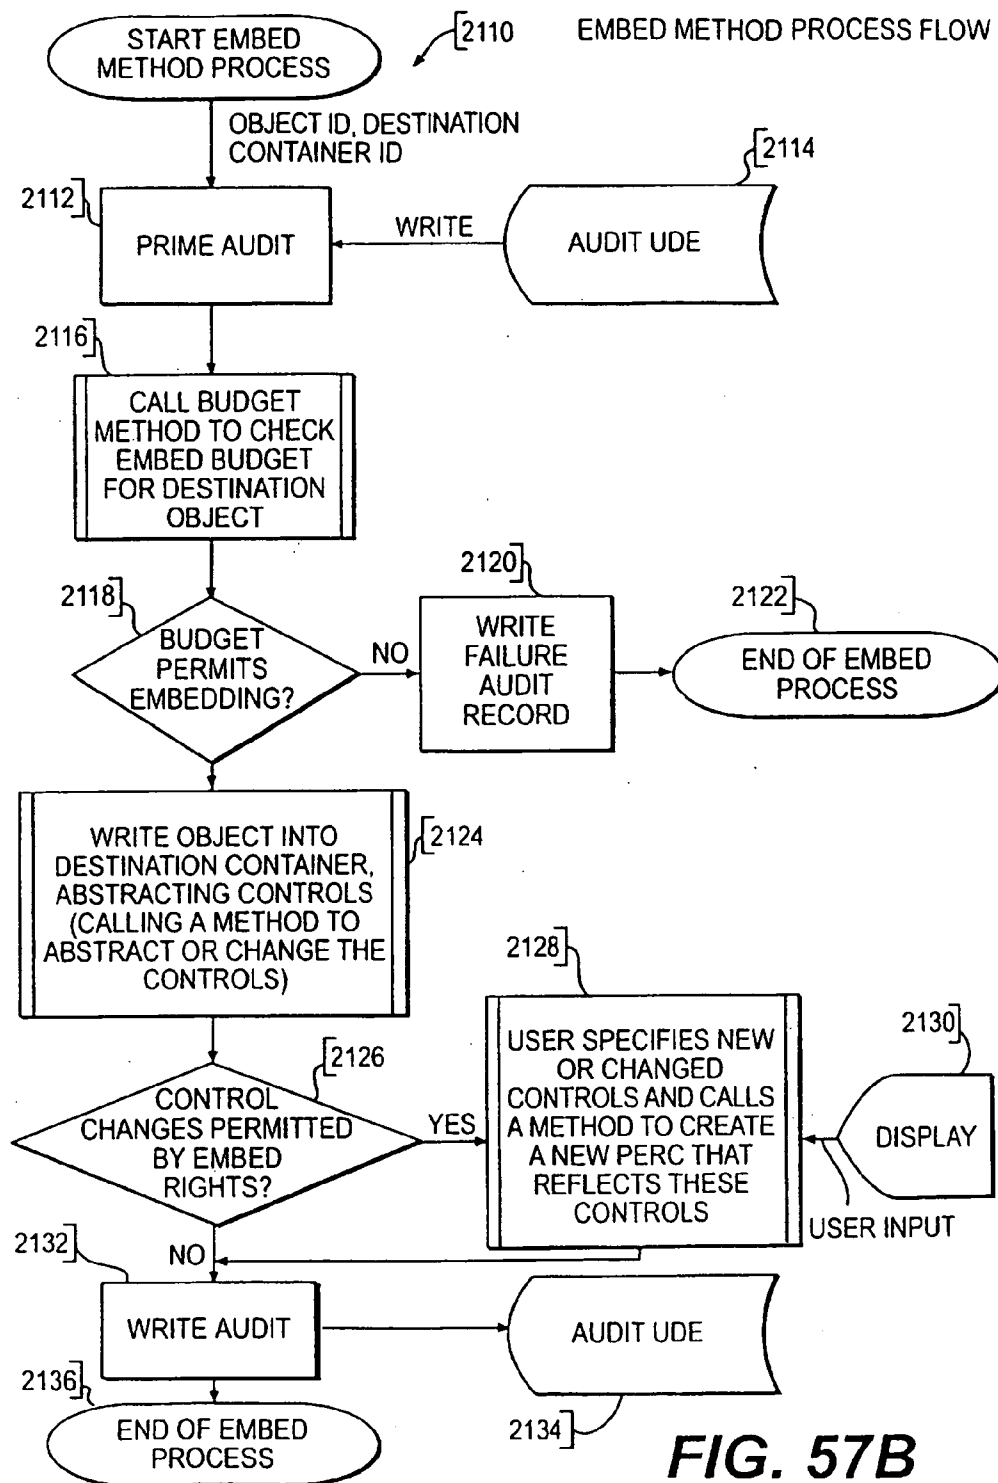 START EMBED
METHOD PROCESS
2110
EMBED METHOD PROCESS FLOW
OBJECT ID, DESTINATION
CONTAINER ID
2112
PRIME AUDIT
WRITE
2114
AUDIT UDE
2116
CALL BUDGET
METHOD TO CHECK
EMBED BUDGET
FOR DESTINATION
OBJECT
2118
BUDGET
PERMITS
EMBEDDING?
NO
2120
WRITE
FAILURE
AUDIT
RECORD
2122
END OF EMBED
PROCESS
WRITE OBJECT INTO
DESTINATION CONTAINER,
ABSTRACTING CONTROLS
(CALLING A METHOD TO
ABSTRACT OR CHANGE THE
CONTROLS)
2124
2126
CONTROL
CHANGES PERMITTED
BY EMBED
RIGHTS?
YES
2128
USER SPECIFIES NEW
OR CHANGED
CONTROLS AND CALLS
A METHOD TO CREATE
A NEW PERC THAT
REFLECTS THESE
CONTROLS
2130
DISPLAY
USER INPUT
NO
2132
WRITE AUDIT
AUDIT UDE
2134
2136
END OF EMBED
PROCESS
FIG. 57B